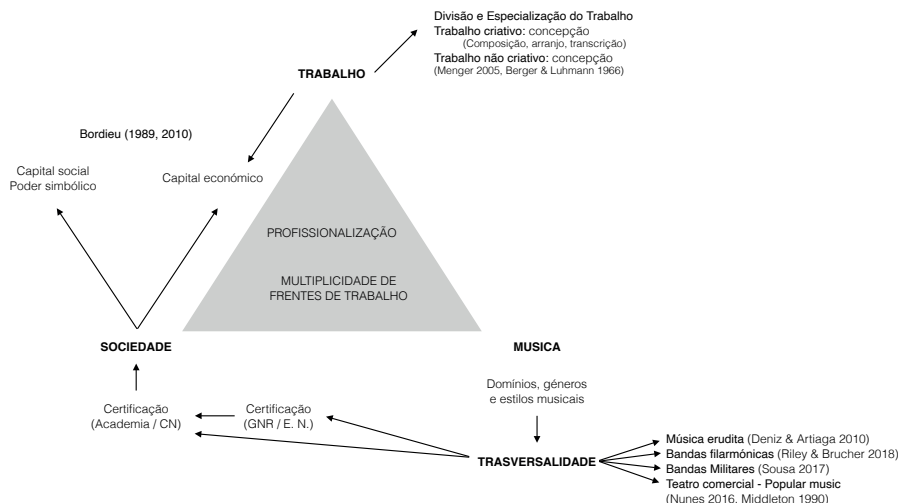 Divisão e Especialização do Trabalho
Trabalho criativo: concepção
(Composição, arranjo, transcrição)
Trabalho não criativo: concepção
(Menger 2005, Berger & Luhmann 1966)
TRABALHO
Bordieu (1989, 2010)
Capital social
Poder simbólico
Capital económico
PROFISSIONALIZAÇÃO
MULTIPLICIDADE DE
FRENTES DE TRABALHO
SOCIEDADE
MUSICA
Domínios, géneros
e estilos musicais
Certificação
(Academia / CN)
Certificação
(GNR / E. N.)
TRASVERSALIDADE
Música erudita (Deniz & Artiaga 2010)
Bandas filarmónicas (Riley & Brucher 2018)
Bandas Militares (Sousa 2017)
Teatro comercial - Popular music
(Nunes 2016, Middleton 1990)